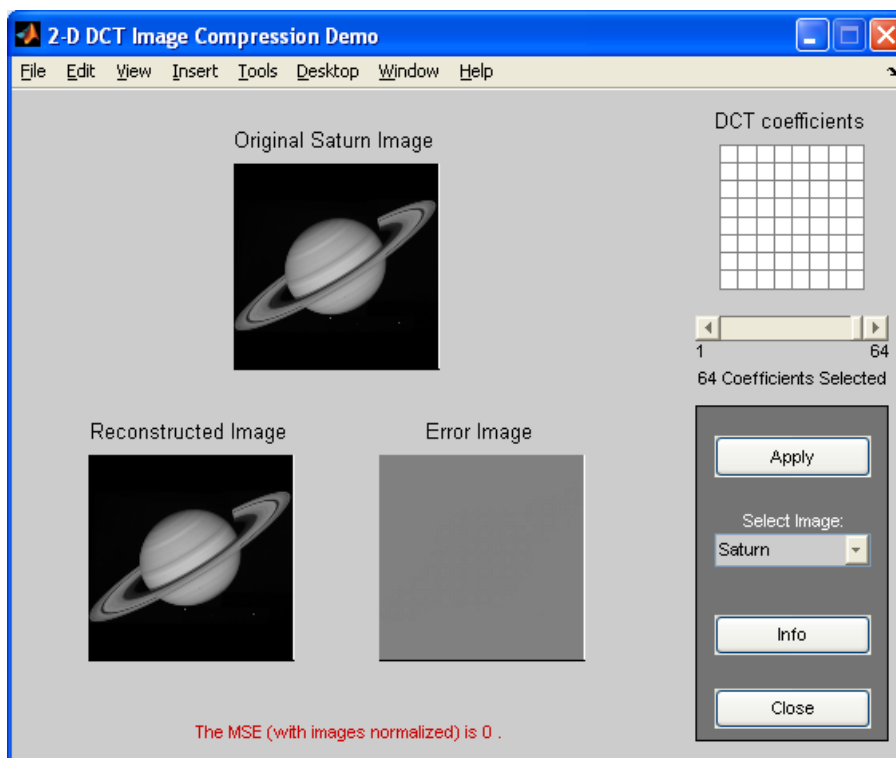 2-D DCT Image Compression Demo
File Edit View Insert Tools Desktop Window Help
Original Saturn Image
DCT coefficients
1 64
64 Coefficients Selected
Reconstructed Image
Error Image
Apply
Select Image:
Saturn
Info
Close
The MSE (with images normalized) is 0 .